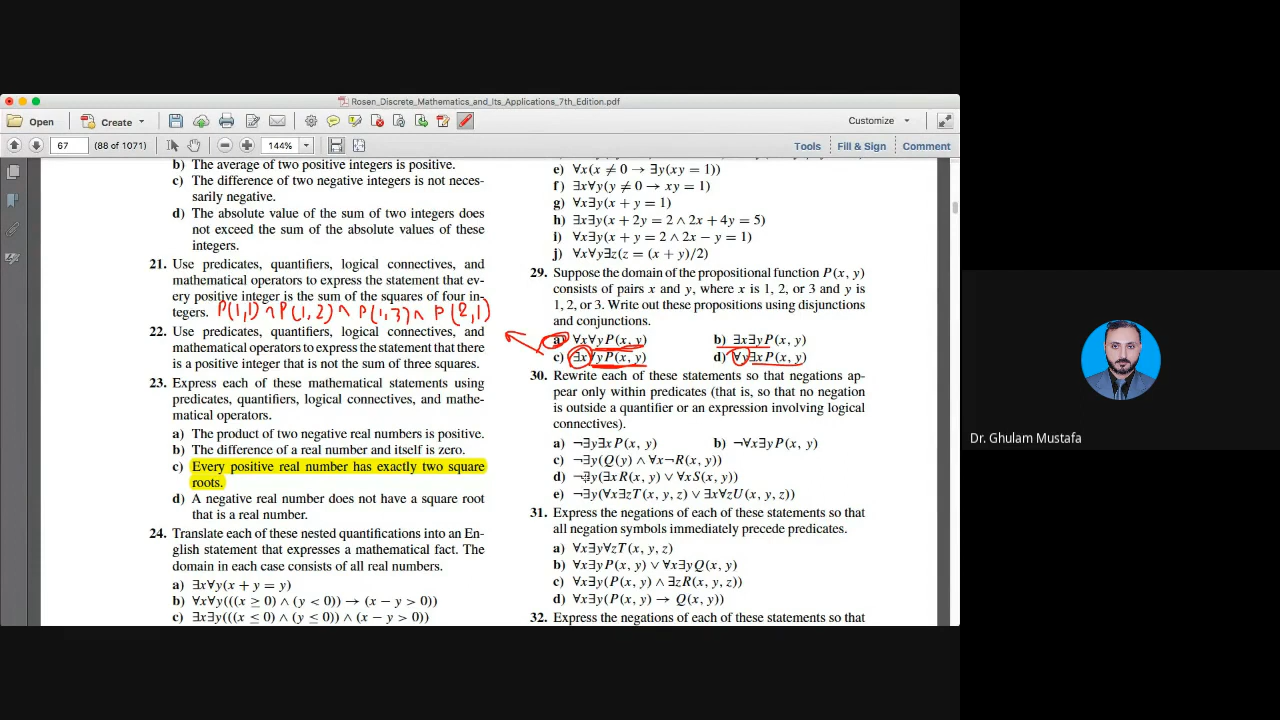 Rosen_Discrete_Mathematics_and_Its_Applications_7th_Edition.pdf
Open Create Customize
67 (88 of 1071) 144% Tools Fill & Sign Comment
b) The average of two positive integers is positive.
c) The difference of two negative integers is not neces-
sarily negative.
d) The absolute value of the sum of two integers does
not exceed the sum of the absolute values of these
integers.
21. Use predicates, quantifiers, logical connectives, and
mathematical operators to express the statement that ev-
ery positive integer is the sum of the squares of four in-
tegers. P(1,1) ∧ P(1,2) ∧ P(1,3) ∧ P(2,1)
22. Use predicates, quantifiers, logical connectives, and
mathematical operators to express the statement that there
is a positive integer that is not the sum of three squares.
23. Express each of these mathematical statements using
predicates, quantifiers, logical connectives, and mathe-
matical operators.
a) The product of two negative real numbers is positive.
b) The difference of a real number and itself is zero.
c) Every positive real number has exactly two square
roots.
d) A negative real number does not have a square root
that is a real number.
24. Translate each of these nested quantifications into an En-
glish statement that expresses a mathematical fact. The
domain in each case consists of all real numbers.
a) ∃x∀y(x + y = y)
b) ∀x∀y(((x ≥ 0) ∧ (y < 0)) → (x − y > 0))
c) ∃x∃y(((x ≤ 0) ∧ (y ≤ 0)) ∧ (x − y > 0))
e) ∀x(x ≠ 0 → ∃y(xy = 1))
f) ∃x∀y(y ≠ 0 → xy = 1)
g) ∀x∃y(x + y = 1)
h) ∃x∃y(x + 2y = 2 ∧ 2x + 4y = 5)
i) ∀x∃y(x + y = 2 ∧ 2x − y = 1)
j) ∀x∀y∃z(z = (x + y)/2)
29. Suppose the domain of the propositional function P(x, y)
consists of pairs x and y, where x is 1, 2, or 3 and y is
1, 2, or 3. Write out these propositions using disjunctions
and conjunctions.
a) ∀x∀yP(x, y) b) ∃x∃yP(x, y)
c) ∃x∀yP(x, y) d) ∀y∃xP(x, y)
30. Rewrite each of these statements so that negations ap-
pear only within predicates (that is, so that no negation
is outside a quantifier or an expression involving logical
connectives).
a) ¬∃y∃xP(x, y) b) ¬∀x∃yP(x, y)
c) ¬∃y(Q(y) ∧ ∀x¬R(x, y))
d) ¬∃y(∃xR(x, y) ∨ ∀xS(x, y))
e) ¬∃y(∀x∃zT(x, y, z) ∨ ∃x∀zU(x, y, z))
31. Express the negations of each of these statements so that
all negation symbols immediately precede predicates.
a) ∀x∃y∀zT(x, y, z)
b) ∀x∃yP(x, y) ∨ ∀x∃yQ(x, y)
c) ∀x∃y(P(x, y) ∧ ∃zR(x, y, z))
d) ∀x∃y(P(x, y) → Q(x, y))
32. Express the negations of each of these statements so that
Dr. Ghulam Mustafa